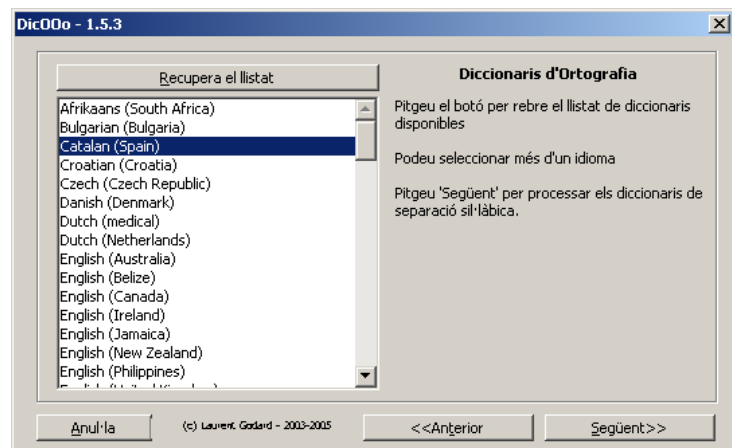 DicOOo - 1.5.3
Recupera el llistat
Afrikaans (South Africa)
Bulgarian (Bulgaria)
Catalan (Spain)
Croatian (Croatia)
Czech (Czech Republic)
Danish (Denmark)
Dutch (medical)
Dutch (Netherlands)
English (Australia)
English (Belize)
English (Canada)
English (Ireland)
English (Jamaica)
English (New Zealand)
English (Philippines)
Diccionaris d'Ortografia
Pitgeu el botó per rebre el llistat de diccionaris
disponibles
Podeu seleccionar més d'un idioma
Pitgeu 'Següent' per processar els diccionaris de
separació sil·làbica.
Anul·la
(c) Laurent Godard - 2003-2005
<<Anterior
Següent>>